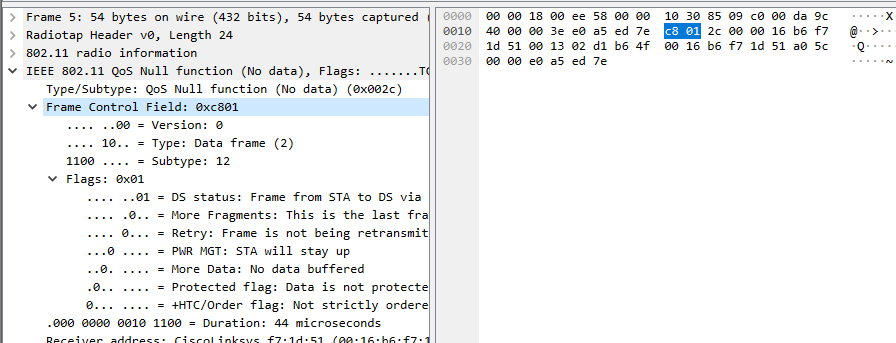 Frame 5: 54 bytes on wire (432 bits), 54 bytes captured (
Radiotap Header v0, Length 24
802.11 radio information
IEEE 802.11 QoS Null function (No data), Flags: .......TC
Type/Subtype: QoS Null function (No data) (0x002c)
Frame Control Field: 0xc801
.... ..00 = Version: 0
.... 10.. = Type: Data frame (2)
1100 .... = Subtype: 12
Flags: 0x01
.... ..01 = DS status: Frame from STA to DS via
.... .0.. = More Fragments: This is the last fra
.... 0... = Retry: Frame is not being retransmit
...0 .... = PWR MGT: STA will stay up
..0. .... = More Data: No data buffered
.0.. .... = Protected flag: Data is not protecte
0... .... = +HTC/Order flag: Not strictly ordere
.000 0000 0010 1100 = Duration: 44 microseconds
Receiver address: CiscoLinksys_f7:1d:51 (00:16:b6:f7:1
0000 00 00 18 00 ee 58 00 00 10 30 85 09 c0 00 da 9c ·····X
0010 40 00 00 3e e0 a5 ed 7e c8 01 2c 00 00 16 b6 f7 @··>··
0020 1d 51 00 13 02 d1 b6 4f 00 16 b6 f7 1d 51 a0 5c ·Q····
0030 00 00 e0 a5 ed 7e ·····~